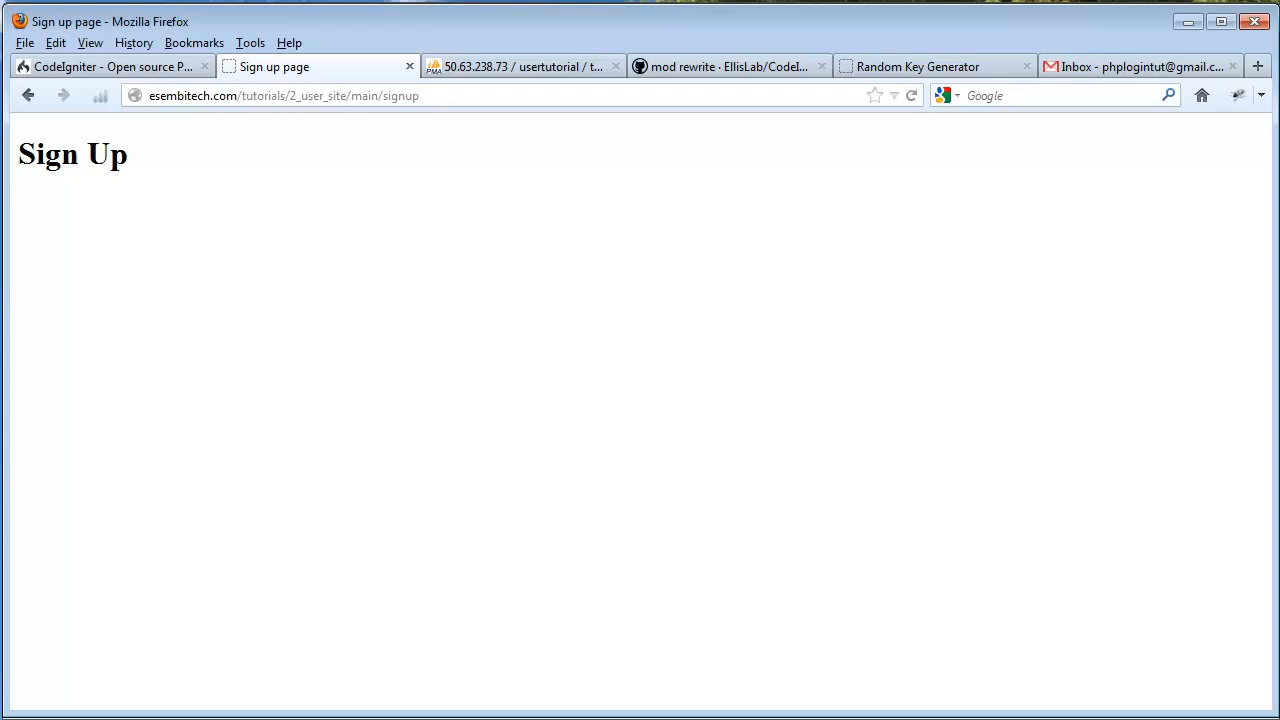 Sign up page - Mozilla Firefox
File Edit View History Bookmarks Tools Help
CodeIgniter - Open source P... Sign up page 50.63.238.73 / usertutorial / t... mod rewrite · EllisLab/CodeI... Random Key Generator Inbox - phplogintut@gmail.c...
esembitech.com/tutorials/2_user_site/main/signup Google
Sign Up